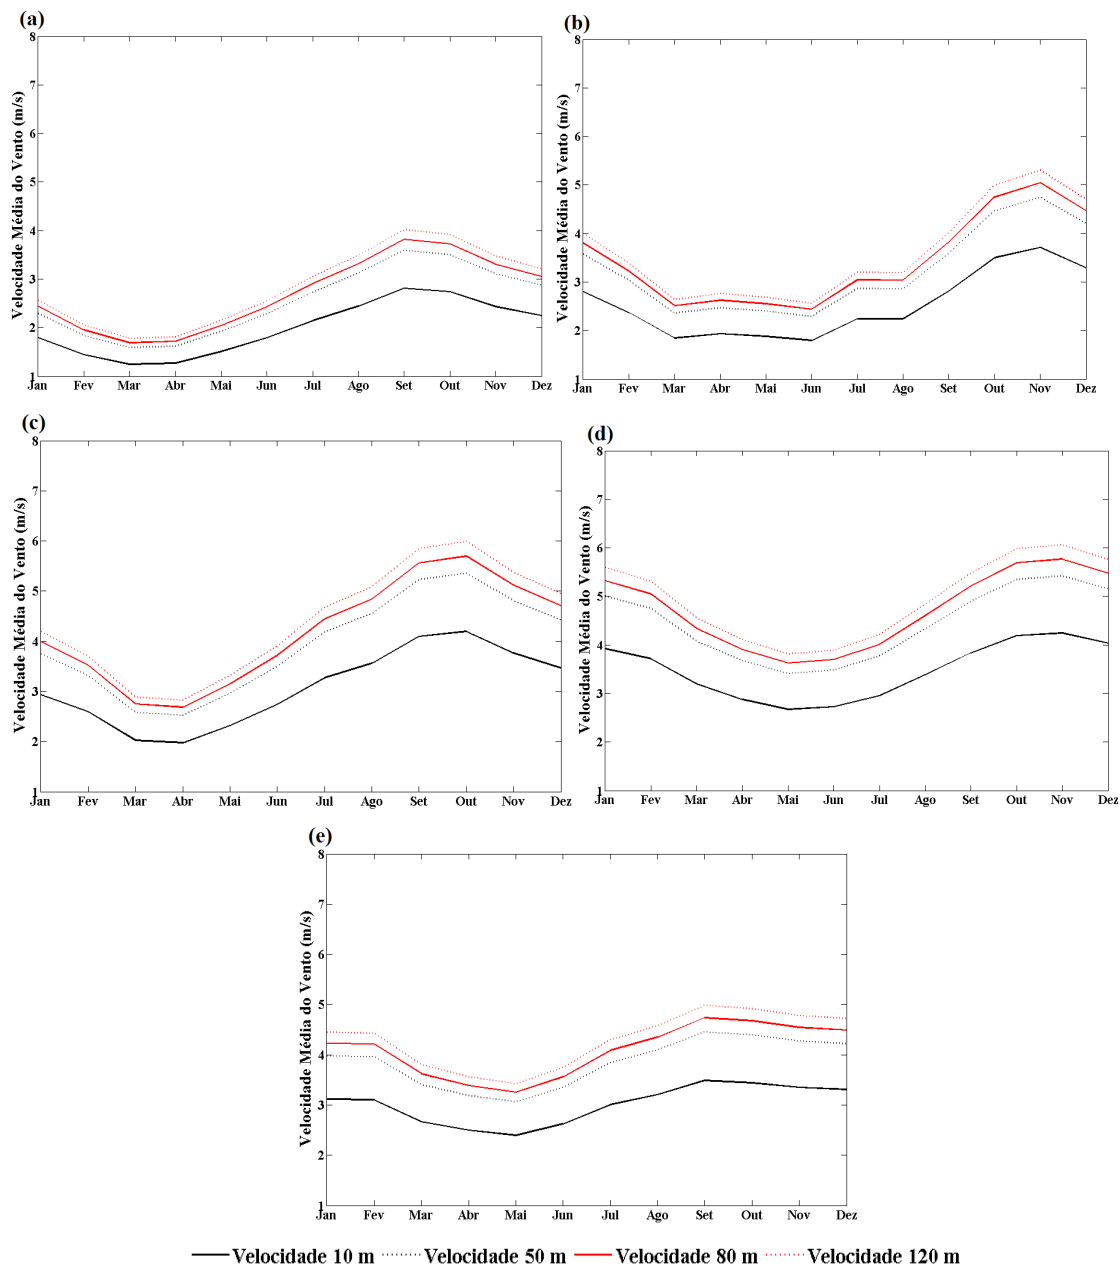 (a)
Velocidade Média do Vento (m/s)
8
7
6
5
4
3
2
1
Jan Fev Mar Abr Mai Jun Jul Ago Set Out Nov Dez
(b)
Velocidade Média do Vento (m/s)
8
7
6
5
4
3
2
1
Jan Fev Mar Abr Mai Jun Jul Ago Set Out Nov Dez
(c)
Velocidade Média do Vento (m/s)
8
7
6
5
4
3
2
1
Jan Fev Mar Abr Mai Jun Jul Ago Set Out Nov Dez
(d)
Velocidade Média do Vento (m/s)
8
7
6
5
4
3
2
1
Jan Fev Mar Abr Mai Jun Jul Ago Set Out Nov Dez
(e)
Velocidade Média do Vento (m/s)
8
7
6
5
4
3
2
1
Jan Fev Mar Abr Mai Jun Jul Ago Set Out Nov Dez
Velocidade 10 m Velocidade 50 m Velocidade 80 m Velocidade 120 m